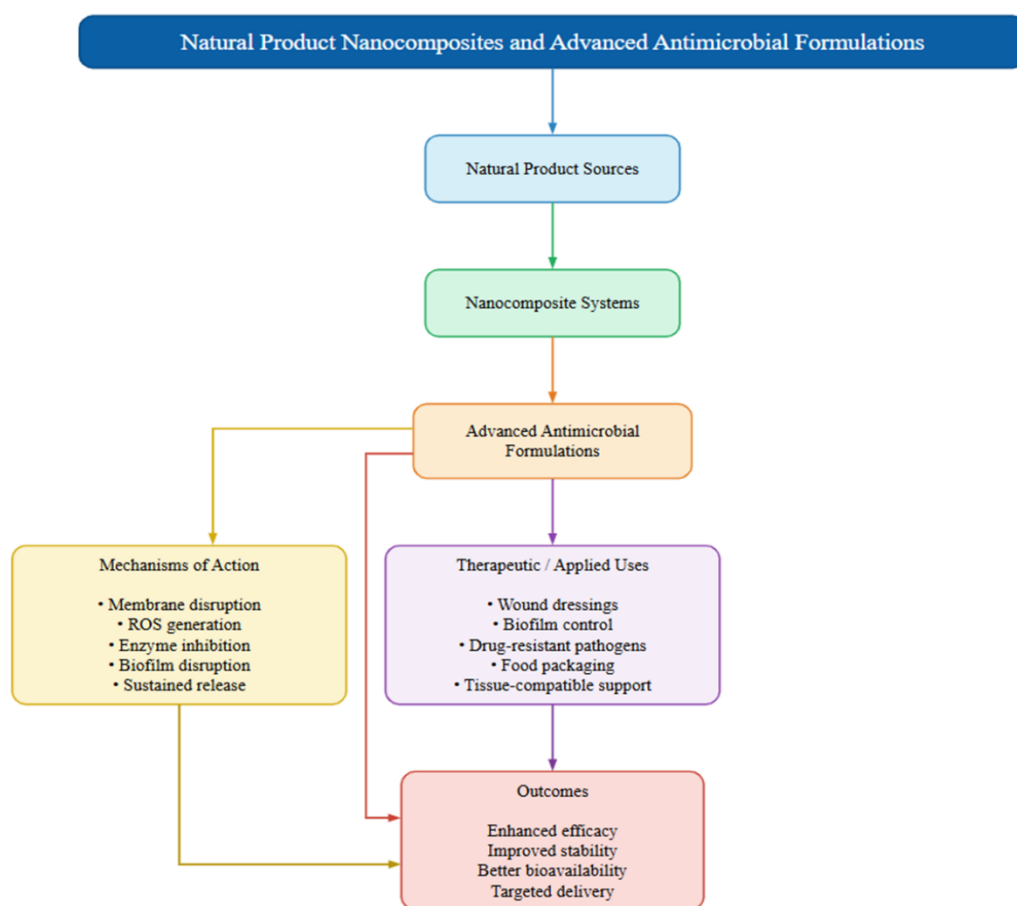 Natural Product Nanocomposites and Advanced Antimicrobial Formulations
Natural Product Sources
Nanocomposite Systems
Advanced Antimicrobial
Formulations
Mechanisms of Action
• Membrane disruption
• ROS generation
• Enzyme inhibition
• Biofilm disruption
• Sustained release
Therapeutic / Applied Uses
• Wound dressings
• Biofilm control
• Drug-resistant pathogens
• Food packaging
• Tissue-compatible support
Outcomes
Enhanced efficacy
Improved stability
Better bioavailability
Targeted delivery